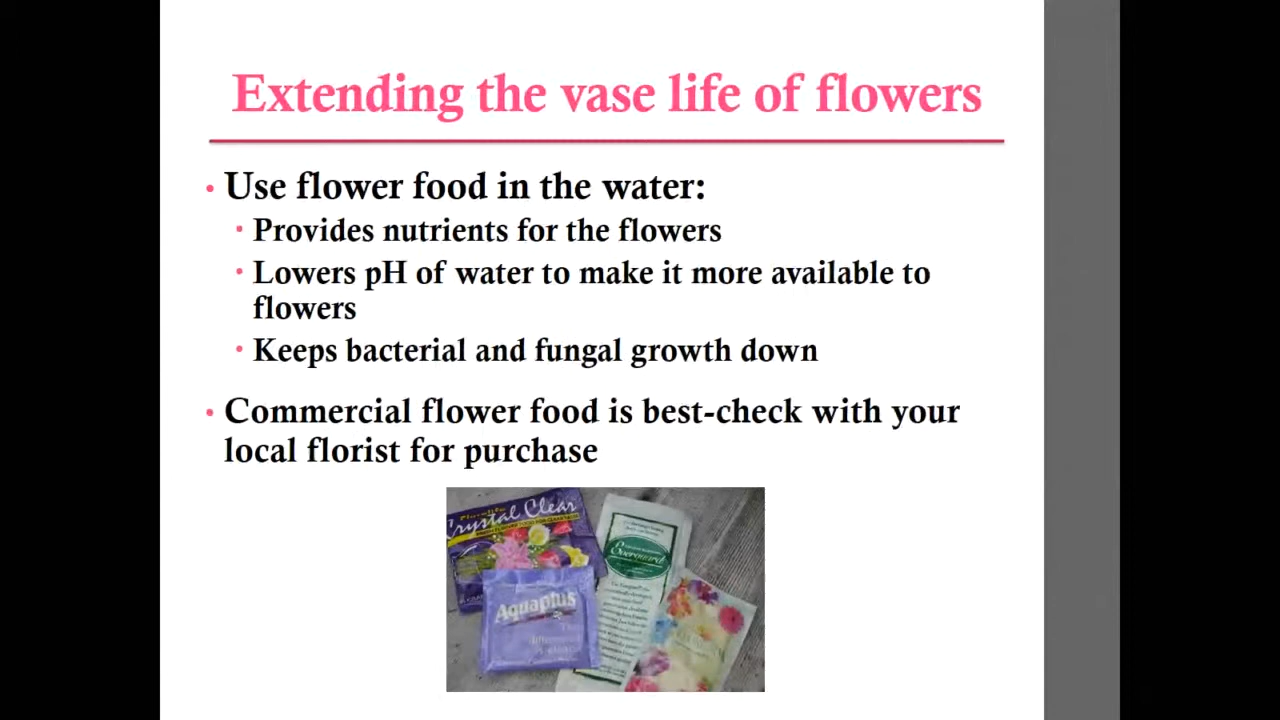 Extending the vase life of flowers
• Use flower food in the water:
• Provides nutrients for the flowers
• Lowers pH of water to make it more available to
flowers
• Keeps bacterial and fungal growth down
• Commercial flower food is best-check with your
local florist for purchase
Crystal Clear
Aquaplus